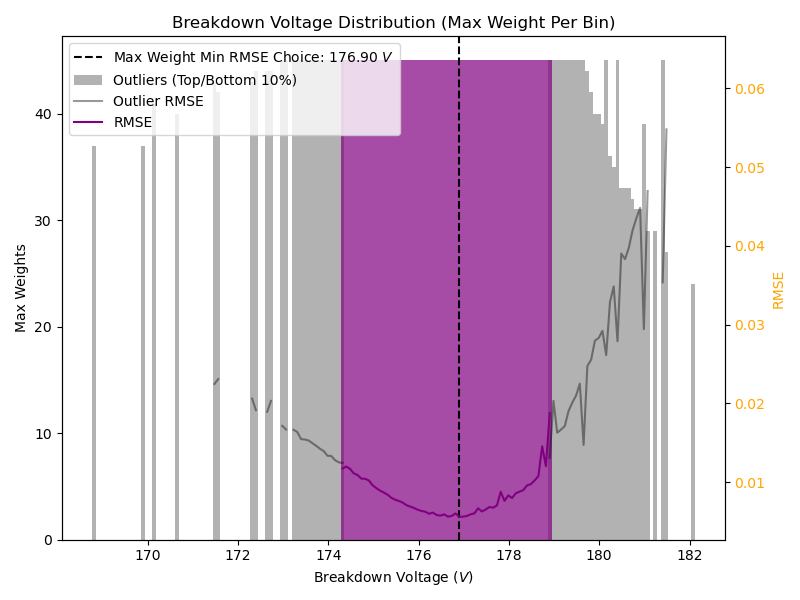 Breakdown Voltage Distribution (Max Weight Per Bin)
Max Weight Min RMSE Choice: 176.90 V
Outliers (Top/Bottom 10%)
Outlier RMSE
RMSE
40
30
20
10
0
Max Weights
0.06
0.05
0.04
0.03
0.02
0.01
RMSE
170
172
174
176
178
180
182
Breakdown Voltage (V)